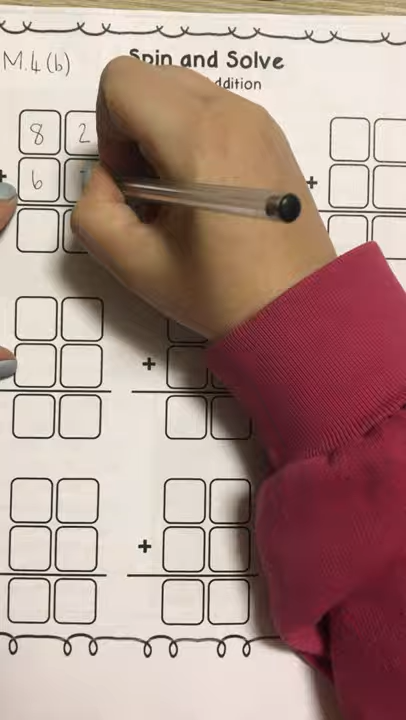 M.4 (b)
Spin and Solve
ddition
+
8 2
+
6
+
+